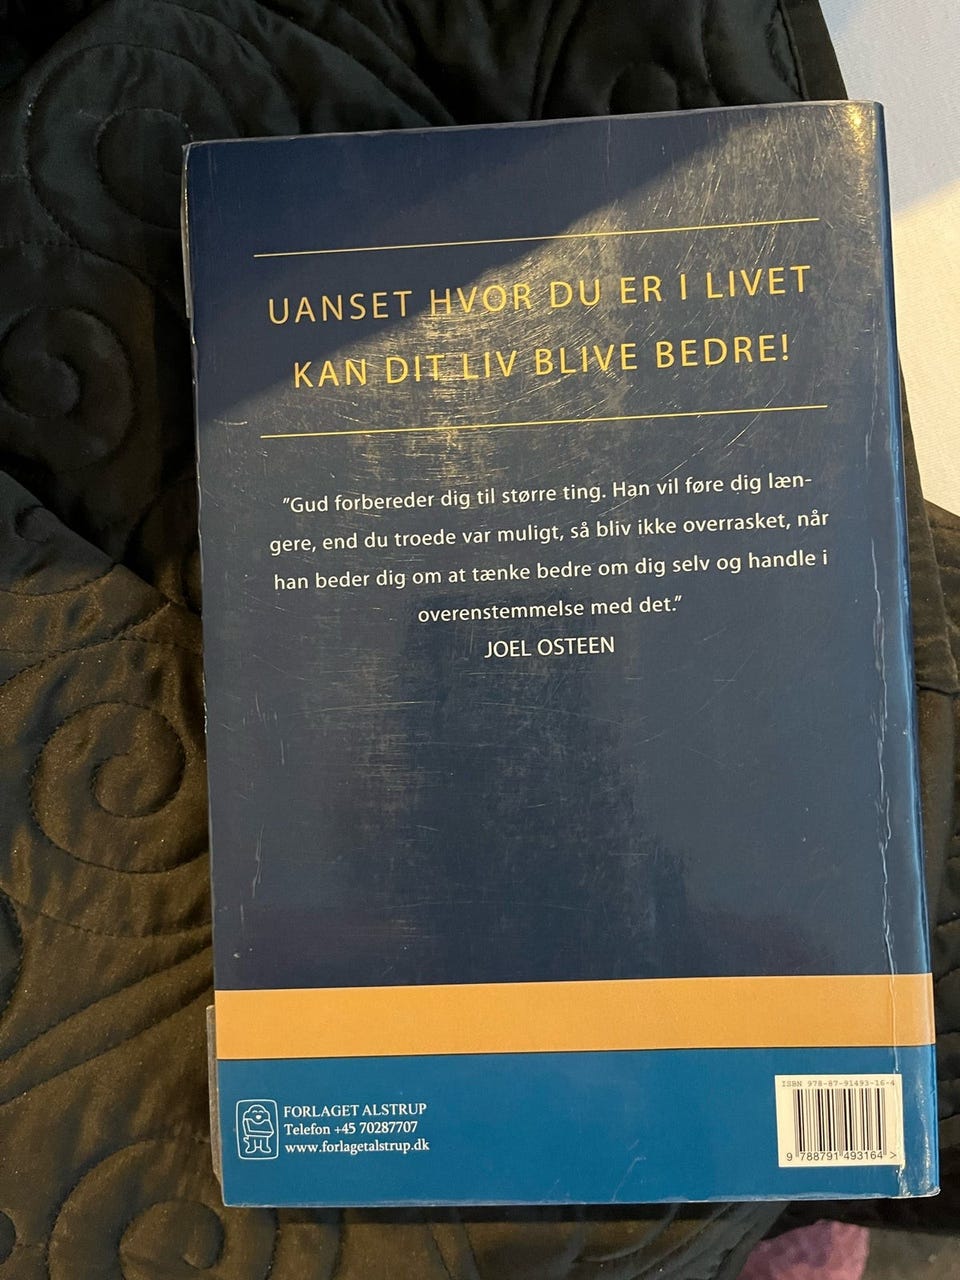 UANSET HVOR DU ER I LIVET
KAN DIT LIV BLIVE BEDRE!
"Gud forbereder dig til større ting. Han vil føre dig læn-
gere, end du troede var muligt, så bliv ikke overrasket, når
han beder dig om at tænke bedre om dig selv og handle i
overenstemmelse med det."
JOEL OSTEEN
FORLAGET ALSTRUP
Telefon +45 70287707
www.forlagetalstrup.dk
ISBN 978-87-91493-16-4
9 788791 493164 >